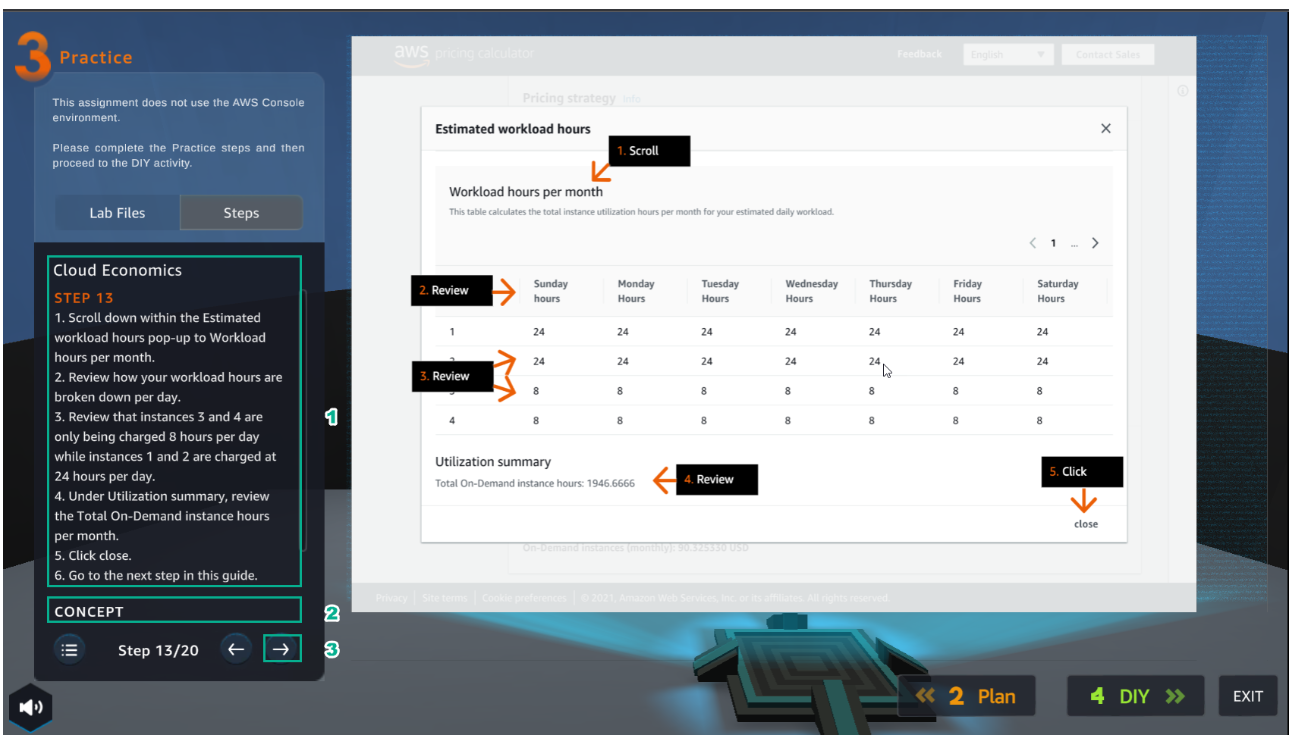 3 Practice
This assignment does not use the AWS Console
environment.
Please complete the Practice steps and then
proceed to the DIY activity.
Lab Files
Steps
Cloud Economics
STEP 13
1. Scroll down within the Estimated
workload hours pop-up to Workload
hours per month.
2. Review how your workload hours are
broken down per day.
3. Review that instances 3 and 4 are
only being charged 8 hours per day
while instances 1 and 2 are charged at
24 hours per day.
4. Under Utilization summary, review
the Total On-Demand instance hours
per month.
5. Click close.
6. Go to the next step in this guide.
1
CONCEPT
2
Step 13/20
3
aws pricing calculator
Feedback
English
Contact Sales
Pricing strategy Info
Estimated workload hours
1. Scroll
Workload hours per month
This table calculates the total instance utilization hours per month for your estimated daily workload.
1 ...
2. Review
Sunday hours Monday Hours Tuesday Hours Wednesday Hours Thursday Hours Friday Hours Saturday Hours
1 24 24 24 24 24 24 24
24 24 24 24 24 24 24
3. Review
8 8 8 8 8 8 8
4 8 8 8 8 8 8 8
Utilization summary
Total On-Demand instance hours: 1946.6666
4. Review
5. Click
close
On-Demand instances (monthly): 90.325330 USD
Privacy | Site terms | Cookie preferences | © 2021, Amazon Web Services, Inc. or its affiliates. All rights reserved.
2 Plan
4 DIY
EXIT